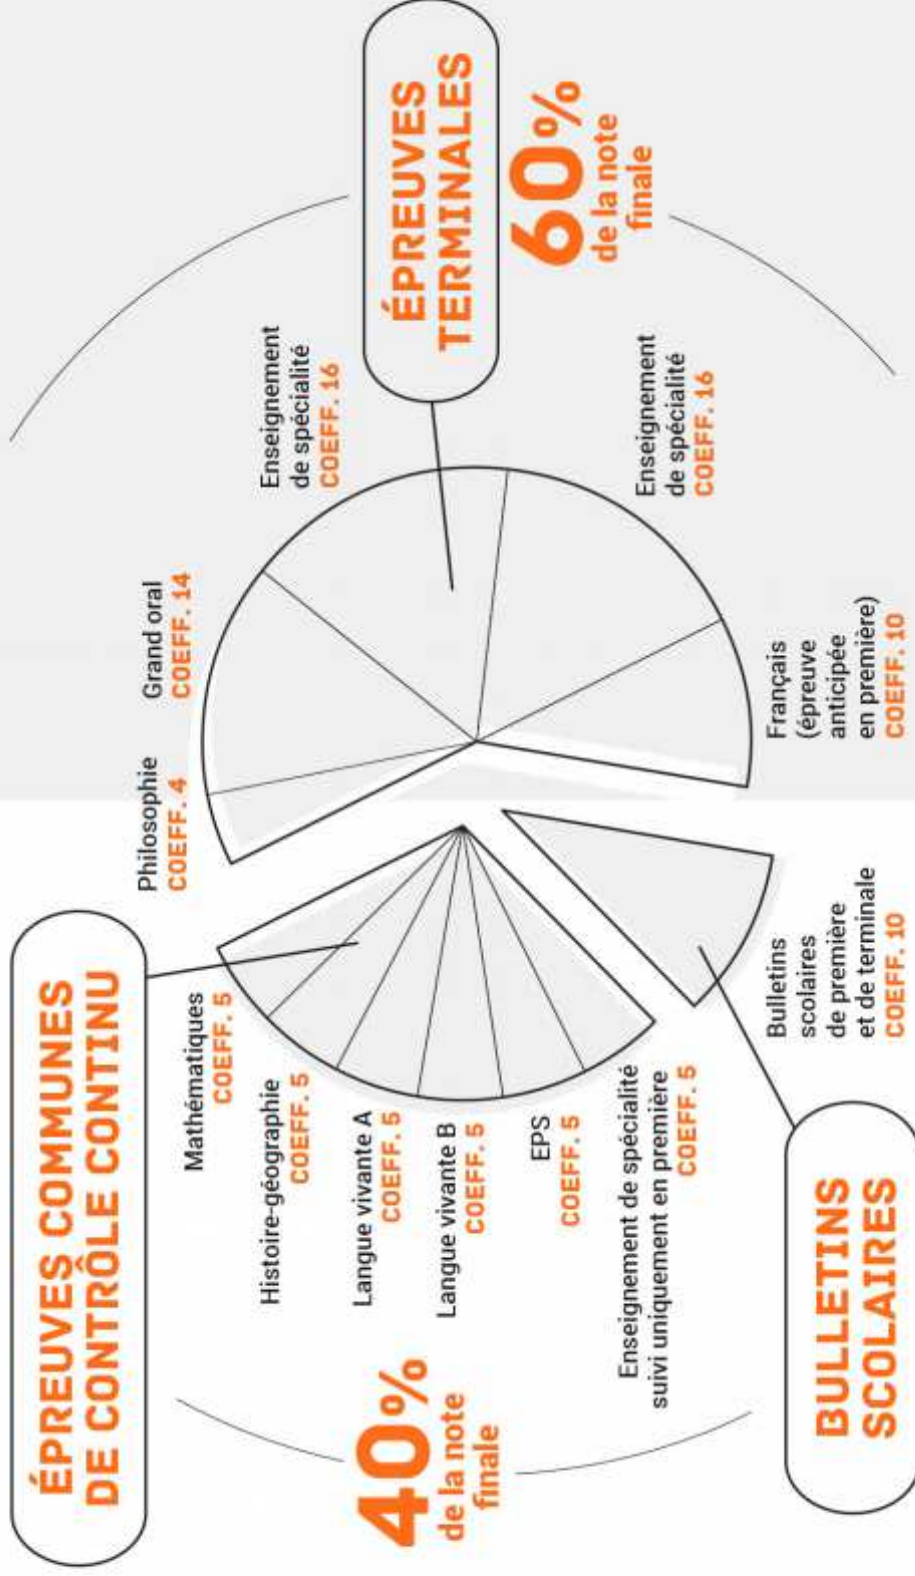 ÉPREUVES COMMUNES
DE CONTRÔLE CONTINU
40%
de la note
finale
Mathématiques
COEFF. 5
Histoire-géographie
COEFF. 5
Langue vivante A
COEFF. 5
Langue vivante B
COEFF. 5
EPS
COEFF. 5
Enseignement de spécialité
suivi uniquement en première
COEFF. 5
BULLETINS
SCOLAIRES
Bulletins
scolaires
de première
et de terminale
COEFF. 10
Philosophie
COEFF. 4
Grand oral
COEFF. 14
Enseignement
de spécialité
COEFF. 16
ÉPREUVES
TERMINALES
60%
de la note
finale
Enseignement
de spécialité
COEFF. 16
Français
(épreuve
anticipée
en première)
COEFF. 10